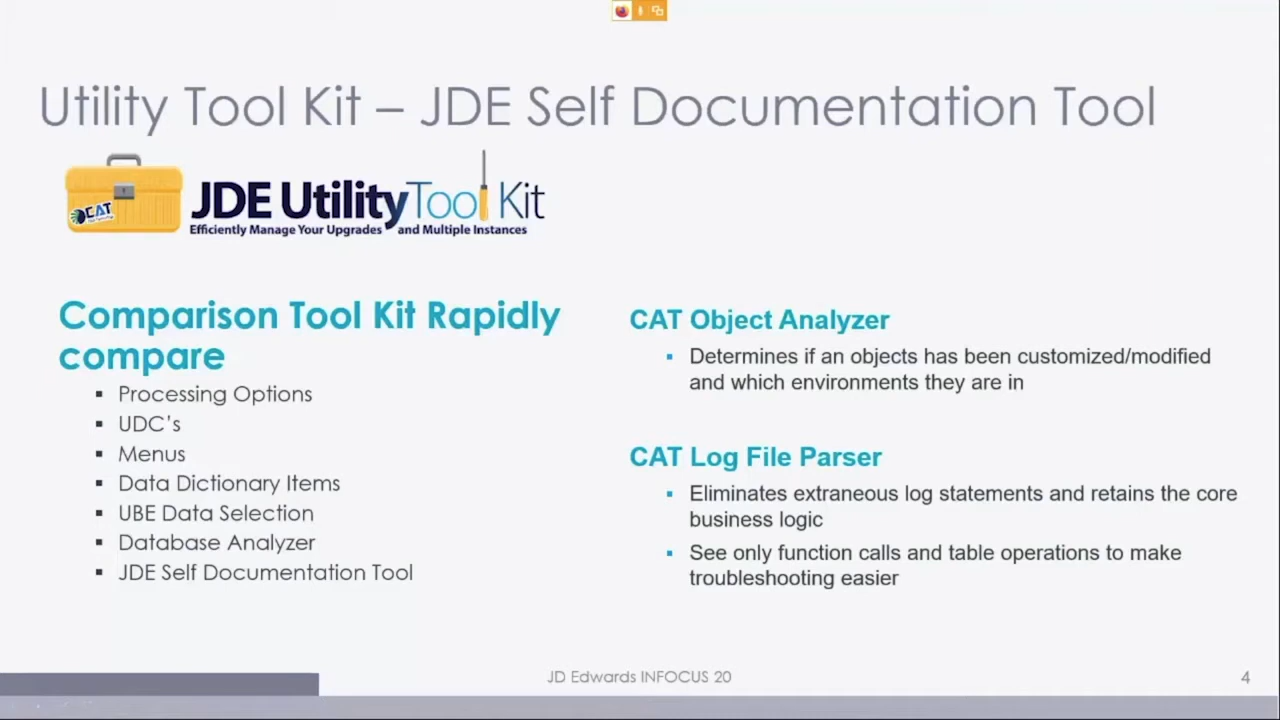 Utility Tool Kit – JDE Self Documentation Tool
CAT
JDE Utility Tool Kit
Efficiently Manage Your Upgrades and Multiple Instances
Comparison Tool Kit Rapidly
compare
Processing Options
UDC's
Menus
Data Dictionary Items
UBE Data Selection
Database Analyzer
JDE Self Documentation Tool
CAT Object Analyzer
Determines if an objects has been customized/modified
and which environments they are in
CAT Log File Parser
Eliminates extraneous log statements and retains the core
business logic
See only function calls and table operations to make
troubleshooting easier
JD Edwards INFOCUS 20
4